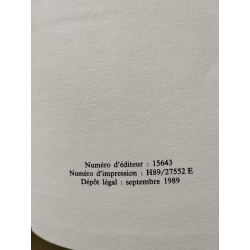 Numéro d'éditeur : 15643
Numéro d'impression : H89/27552 E
Dépôt légal : septembre 1989